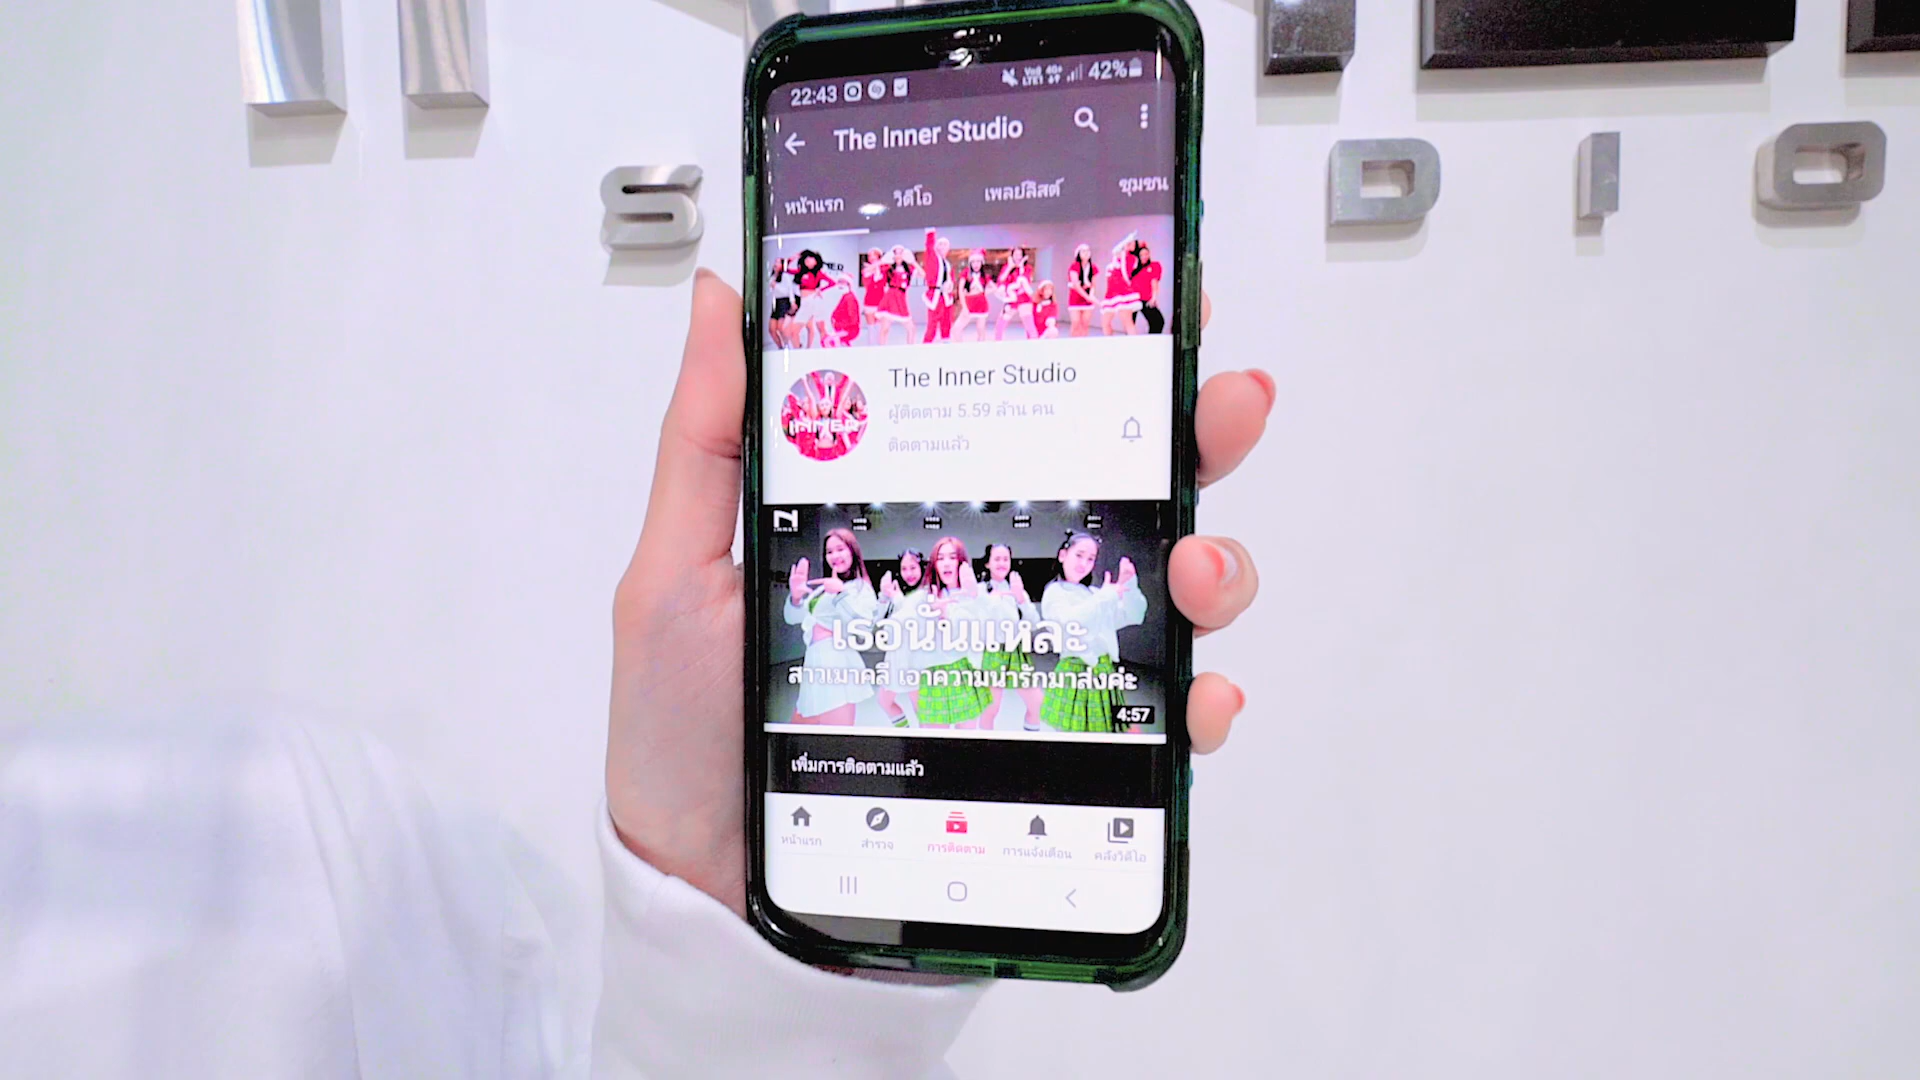 S D I O
22:43 42%
The Inner Studio
หน้าแรก วิดีโอ เพลย์ลิสต์ ชุมชน
The Inner Studio
ผู้ติดตาม 5.59 ล้าน คน
ติดตามแล้ว
INNER
เธอนั่นแหละ
สาวเมาคลี เอาความน่ารักมาส่งค่ะ
4:57
เพิ่มการติดตามแล้ว
หน้าแรก สำรวจ การติดตาม การแจ้งเตือน คลังวิดีโอ